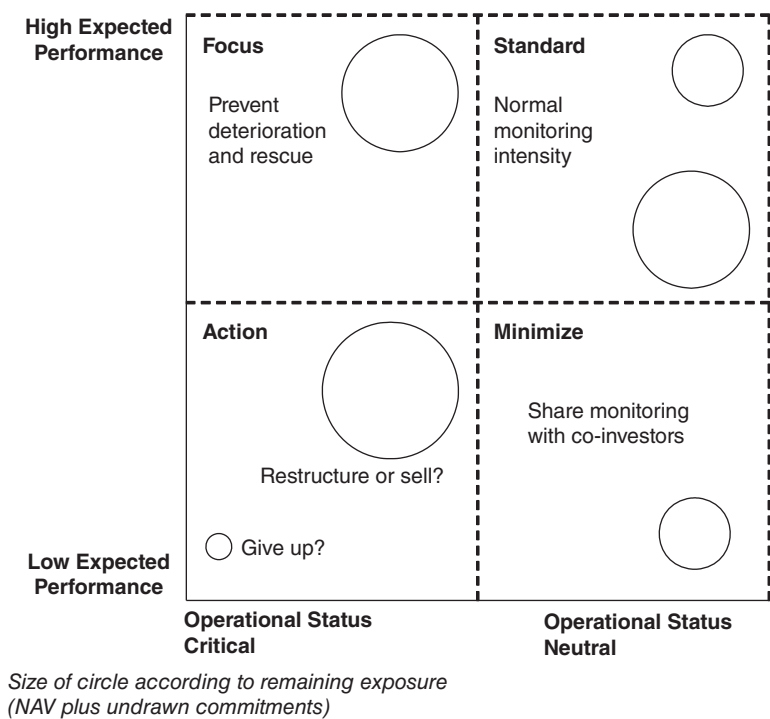 High Expected
Performance
Focus
Standard
Prevent
deterioration
and rescue
Normal
monitoring
intensity
Action
Minimize
Share monitoring
with co-investors
Restructure or sell?
Give up?
Low Expected
Performance
Operational Status
Critical
Operational Status
Neutral
Size of circle according to remaining exposure
(NAV plus undrawn commitments)